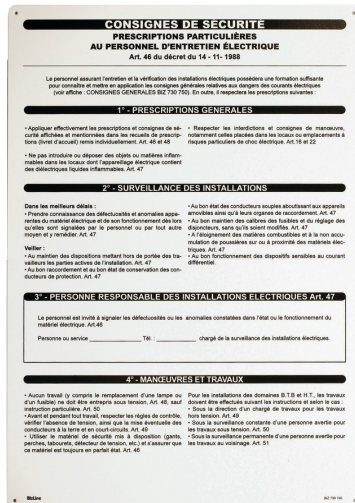 CONSIGNES DE SECURITE
PRESCRIPTIONS PARTICULIÈRES
AU PERSONNEL D'ENTRETIEN ÉLECTRIQUE
Art. 46 du décret du 14 - 11- 1988
Le personnel assurant l'entretien et la vérification des installations électriques possédera une formation suffisante
pour connaître et mettre en application les consignes générales relatives aux dangers des courants électriques
(voir affiche : CONSIGNES GENERALES BIZ 730 750). En outre, il respectera les prescriptions suivantes :
1° - PRESCRIPTIONS GENERALES
• Appliquer effectivement les prescriptions et consignes de sé-
curité affichées et mentionnées dans les recueils de prescrip-
tions (livret d'accueil) remis individuellement. Art. 46 et 48
• Ne pas introduire ou déposer des objets ou matières inflam-
mables dans les locaux dont l'appareillage électrique contient
des diélectriques liquides inflammables. Art. 47
• Respecter les interdictions et consignes de manœuvre,
notamment celles placées dans les locaux ou emplacements à
risques particuliers de choc électrique. Art.16 et 22
2° - SURVEILLANCE DES INSTALLATIONS
Dans les meilleurs délais :
• Prendre connaissance des défectuosités et anomalies appa-
rentes du matériel électrique et de son fonctionnement dès lors
qu'elles sont signalées par le personnel ou par tout autre
moyen et y remédier. Art. 47
Veiller :
• Au maintien des dispositions mettant hors de portée des tra-
vailleurs les parties actives de l'installation. Art. 47
• Au bon raccordement et au bon état de conservation des con-
ducteurs de protection. Art. 47
• Au bon état des conducteurs souples aboutissant aux appareils
amovibles ainsi qu'à leurs organes de raccordement. Art. 47
• Au bon maintien des calibres des fusibles et du réglage des
disjoncteurs, sans qu'ils soient modifiés. Art. 47
• A l'éloignement des matières combustibles et à la non accu-
mulation de poussières sur ou à proximité des matériels élec-
triques. Art. 47
• Au bon fonctionnement des dispositifs sensibles au courant
différentiel.
3° - PERSONNE RESPONSABLE DES INSTALLATIONS ELECTRIQUES Art. 47
Le personnel est invité à signaler les défectuosités ou les anomalies constatées dans l'état ou le fonctionnement du
matériel électrique. Art.46
Personne ou service Tél. : chargé de la surveillance des installations électriques.
4° - MANŒUVRES ET TRAVAUX
• Aucun travail (y compris le remplacement d'une lampe ou
d'un fusible) ne doit être entrepris sous tension, Art. 48, sauf
instruction particulière. Art. 50
• Avant et pendant tout travail, respecter les règles de contrôle,
vérifier l'absence de tension, ainsi que la mise éventuelle des
conducteurs à la terre et en court-circuits. Art. 49
• Utiliser le matériel de sécurité mis à disposition (gants,
perches, tabourets, détecteur de tension, etc.) et s'assurer que
ce matériel est toujours en parfait état. Art. 46
Pour les installations des domaines B.T.B et H.T., les travaux
doivent être effectués suivant les instructions et selon le cas :
• Sous la direction d'un chargé de travaux pour les travaux
hors tension. Art. 49
• Sous la surveillance constante d'une personne avertie pour
les travaux sous tension. Art. 50
• Sous la surveillance permanente d'une personne avertie pour
les travaux au voisinage. Art. 51
BizLine
BIZ 730 740